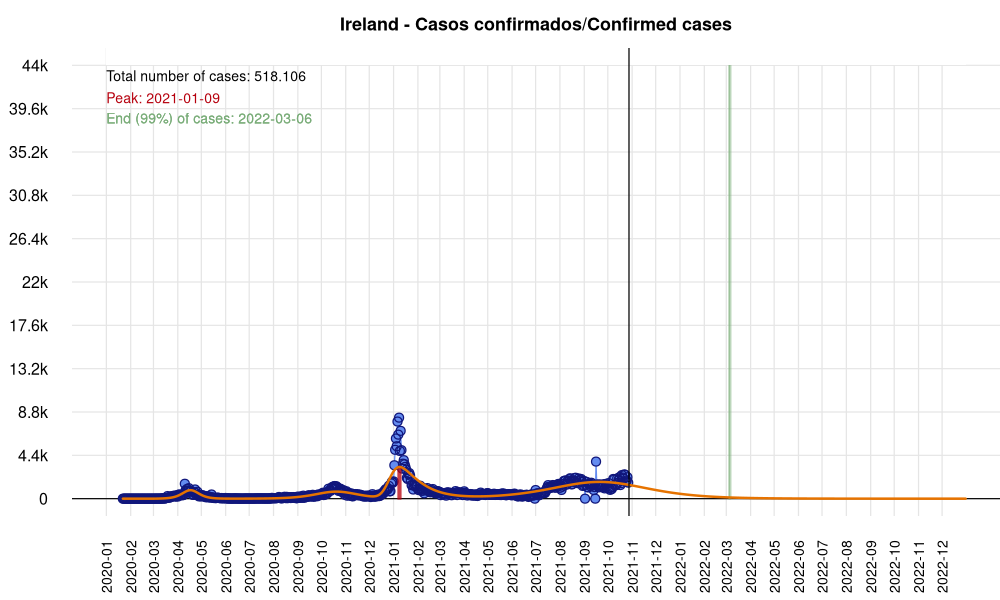 Ireland - Casos confirmados/Confirmed cases
Total number of cases: 518.106
Peak: 2021-01-09
End (99%) of cases: 2022-03-06
44k
39.6k
35.2k
30.8k
26.4k
22k
17.6k
13.2k
8.8k
4.4k
0
2020-01
2020-02
2020-03
2020-04
2020-05
2020-06
2020-07
2020-08
2020-09
2020-10
2020-11
2020-12
2021-01
2021-02
2021-03
2021-04
2021-05
2021-06
2021-07
2021-08
2021-09
2021-10
2021-11
2021-12
2022-01
2022-02
2022-03
2022-04
2022-05
2022-06
2022-07
2022-08
2022-09
2022-10
2022-11
2022-12